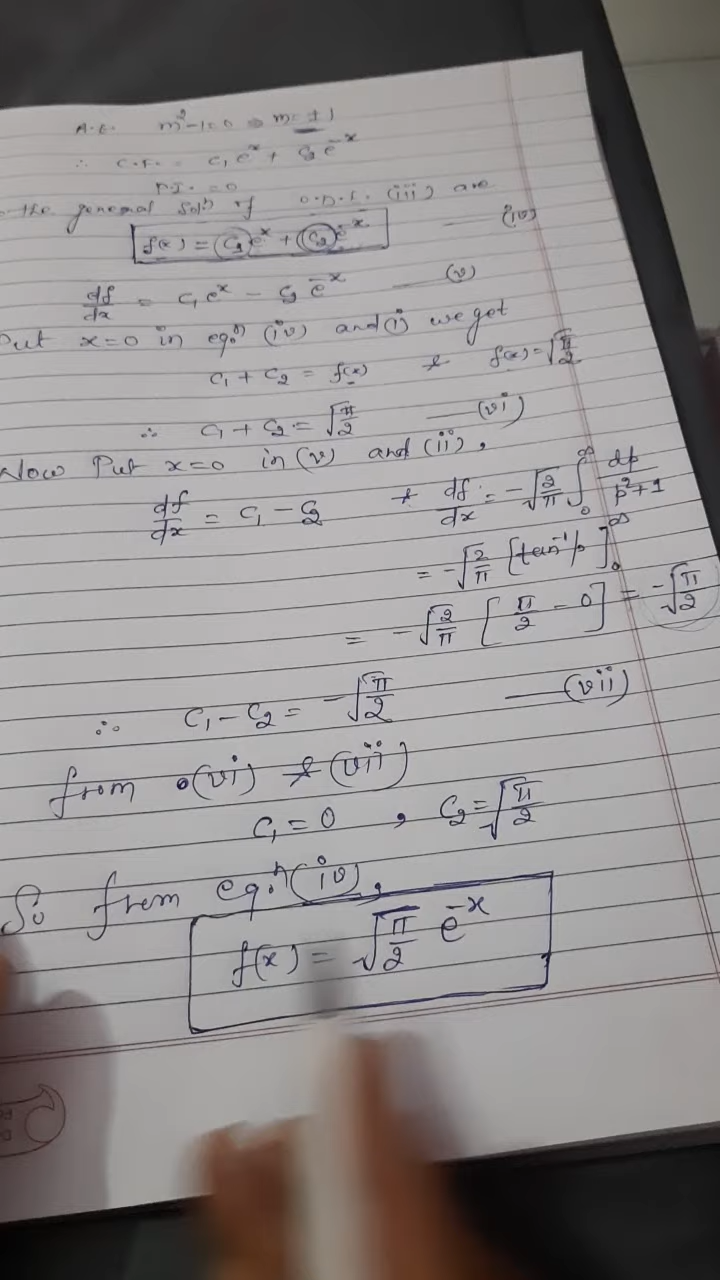 A.E. m²-1=0 ⇒ m=±1
∴ C.F. = c₁eˣ + c₂e⁻ˣ
P.I. = 0
the general solⁿ of O.D.E. (iii) are
f(x) = c₁eˣ + c₂e⁻ˣ — (iv)
df/dx = c₁eˣ - c₂e⁻ˣ — (v)
Put x=0 in eqⁿ (iv) and (i) we get
c₁ + c₂ = f(x) & f(x) = √(π/2)
∴ c₁ + c₂ = √(π/2) — (vi)
Now Put x=0 in (v) and (ii),
df/dx = c₁ - c₂ & df/dx = -√(2/π) ∫₀^∞ dp/(p²+1)
= -√(2/π) [tan⁻¹p]₀^∞
= -√(2/π) [π/2 - 0] = -√(π/2)
∴ c₁ - c₂ = -√(π/2) — (vii)
from (vi) & (vii)
c₁ = 0 , c₂ = √(π/2)
So from eqⁿ (iv),
f(x) = √(π/2) e⁻ˣ